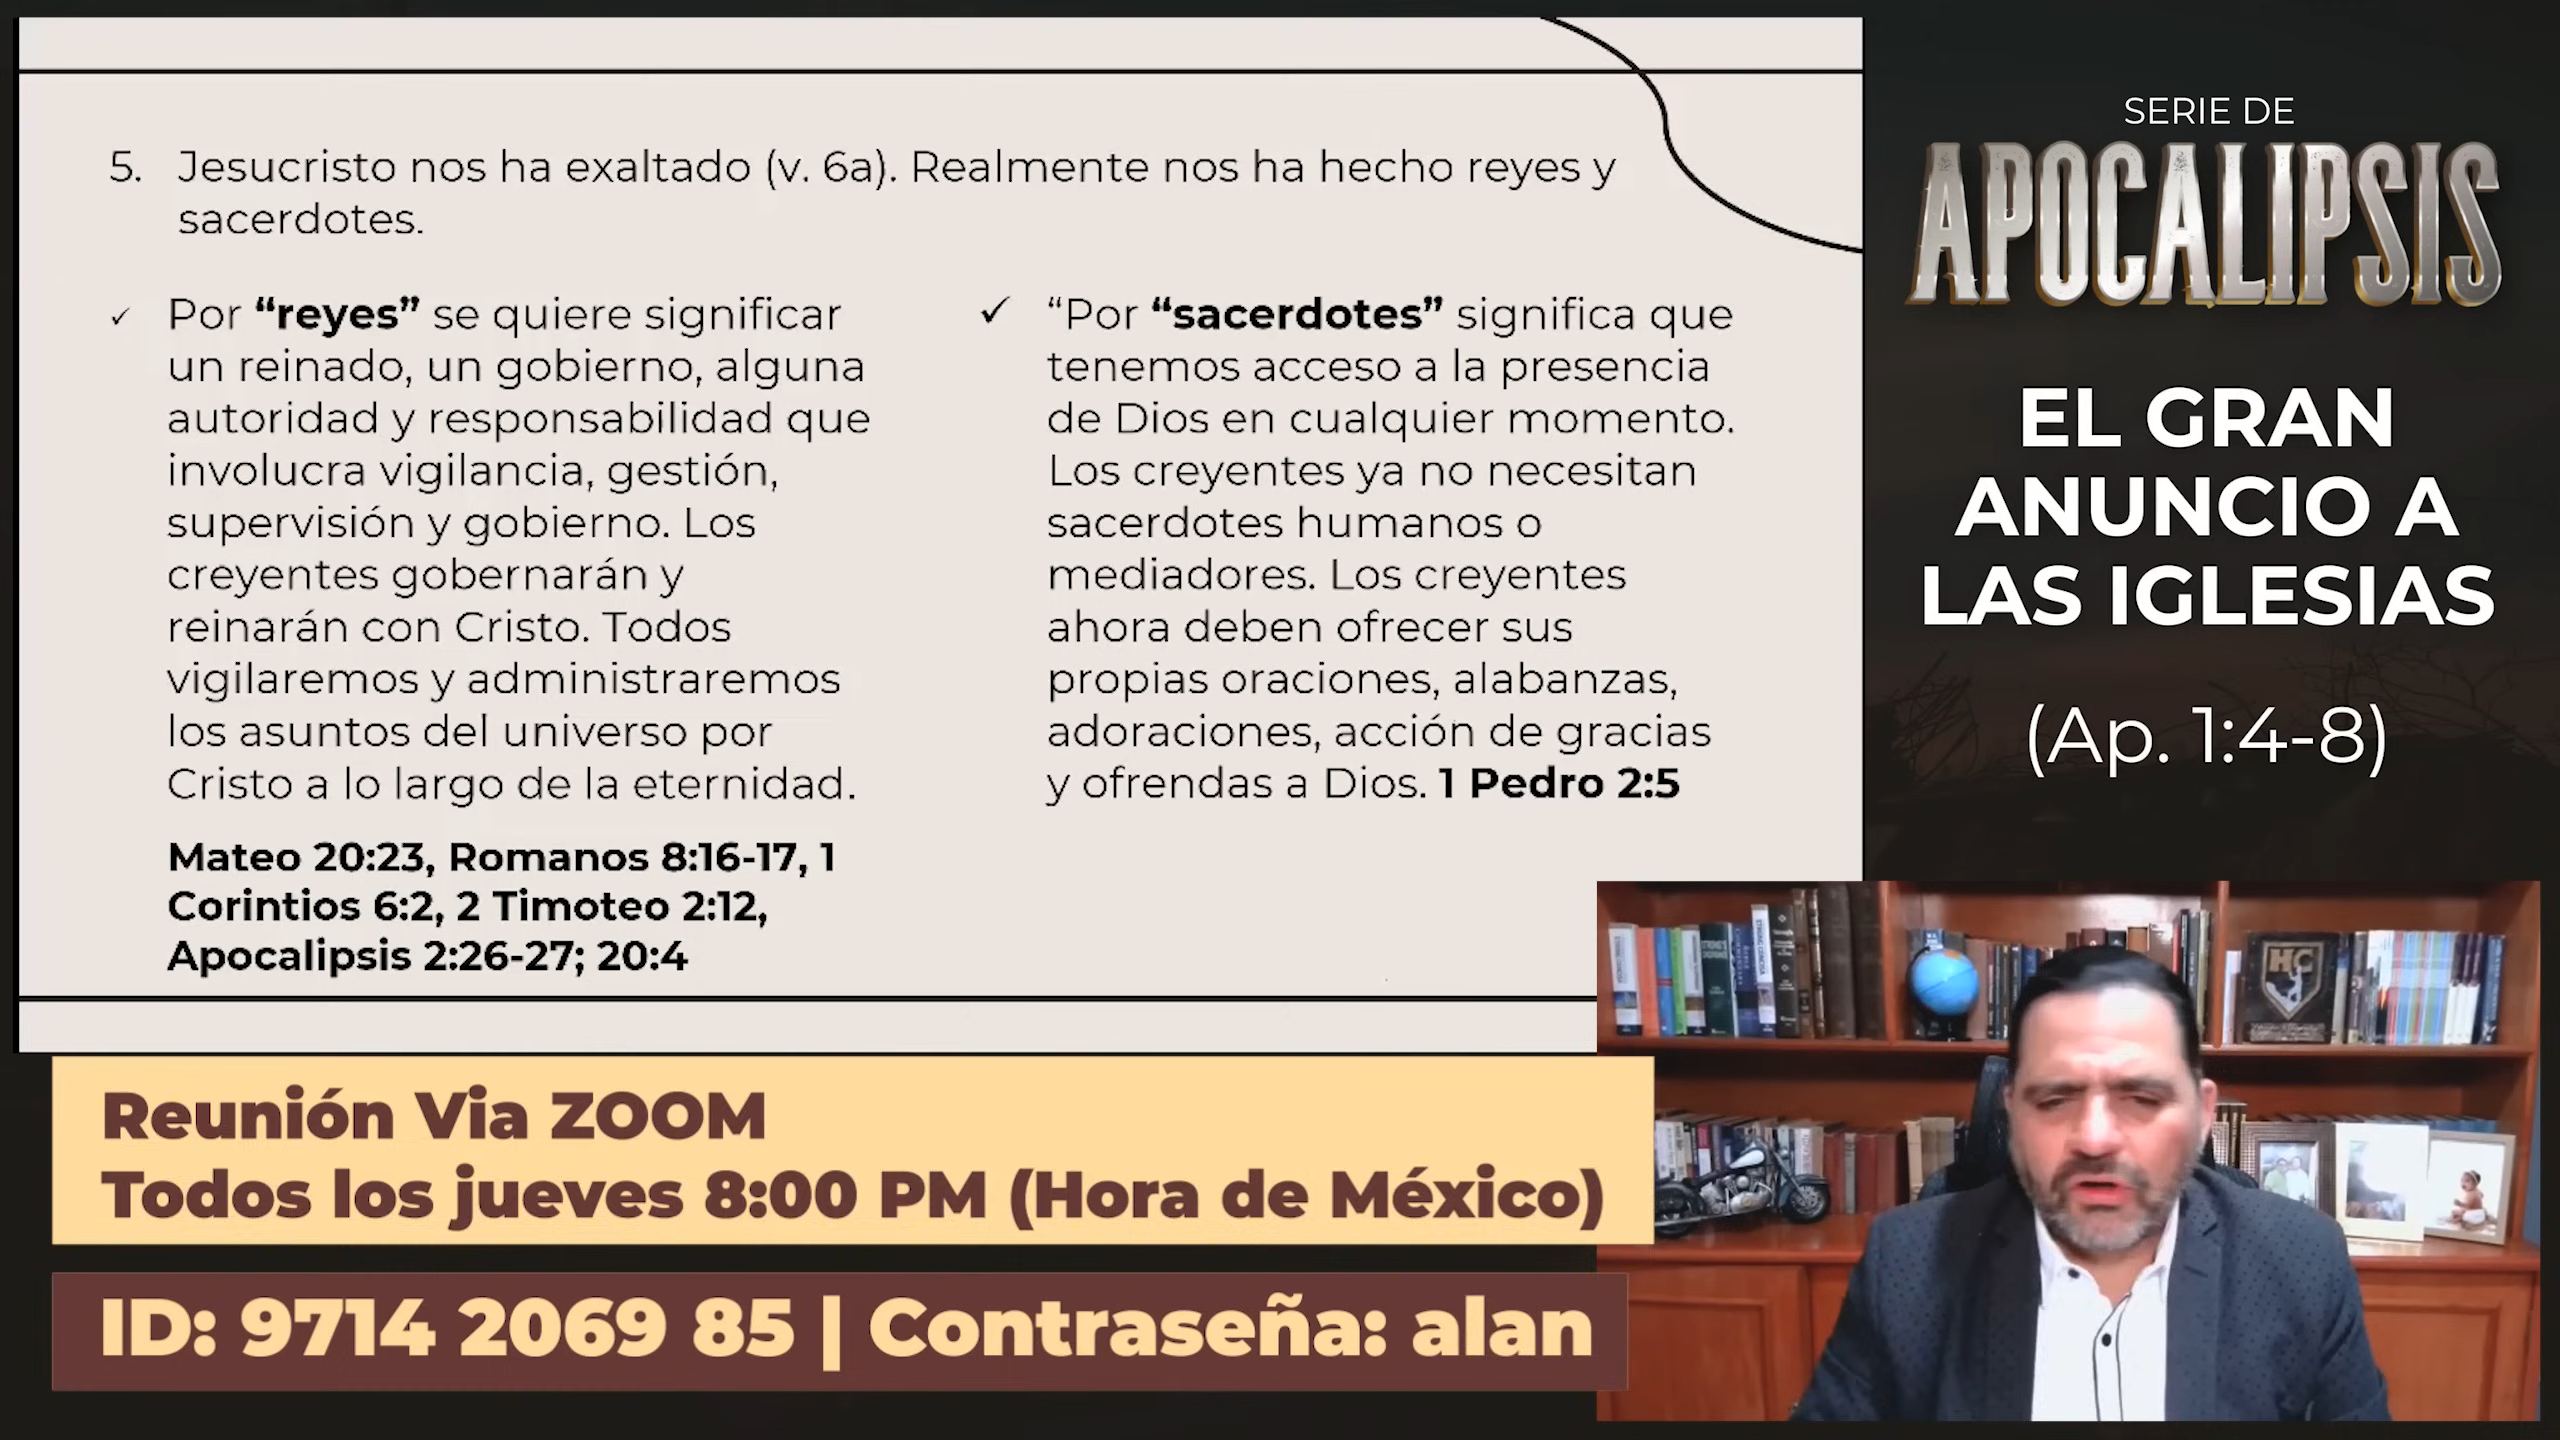 5. Jesucristo nos ha exaltado (v. 6a). Realmente nos ha hecho reyes y
sacerdotes.
✓ Por “reyes” se quiere significar
un reinado, un gobierno, alguna
autoridad y responsabilidad que
involucra vigilancia, gestión,
supervisión y gobierno. Los
creyentes gobernarán y
reinarán con Cristo. Todos
vigilaremos y administraremos
los asuntos del universo por
Cristo a lo largo de la eternidad.
Mateo 20:23, Romanos 8:16-17, 1
Corintios 6:2, 2 Timoteo 2:12,
Apocalipsis 2:26-27; 20:4
✓ “Por “sacerdotes” significa que
tenemos acceso a la presencia
de Dios en cualquier momento.
Los creyentes ya no necesitan
sacerdotes humanos o
mediadores. Los creyentes
ahora deben ofrecer sus
propias oraciones, alabanzas,
adoraciones, acción de gracias
y ofrendas a Dios. 1 Pedro 2:5
SERIE DE
APOCALIPSIS
EL GRAN
ANUNCIO A
LAS IGLESIAS
(Ap. 1:4-8)
HC
Reunión Via ZOOM
Todos los jueves 8:00 PM (Hora de México)
ID: 9714 2069 85 | Contraseña: alan